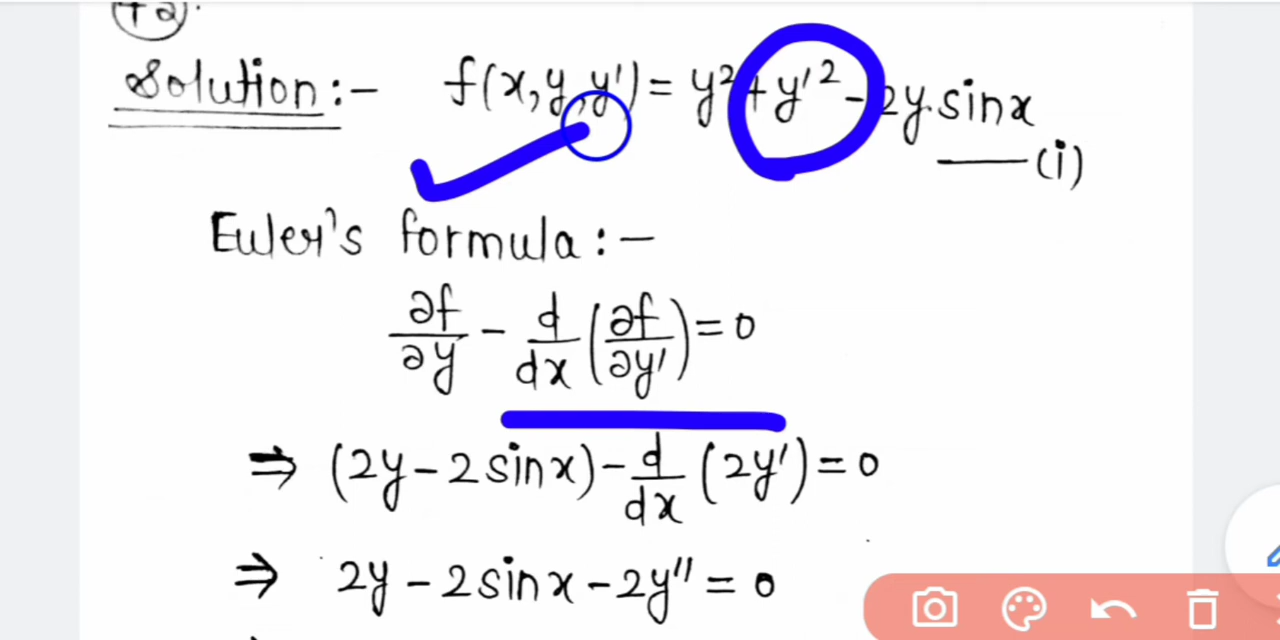 Solution:- f(x,y,y') = y²+y'²-2y.sinx
——(i)
Euler's formula:-
∂f/∂y - d/dx(∂f/∂y')=0
⇒ (2y-2sinx)-d/dx(2y')=0
⇒ 2y-2sinx-2y''=0